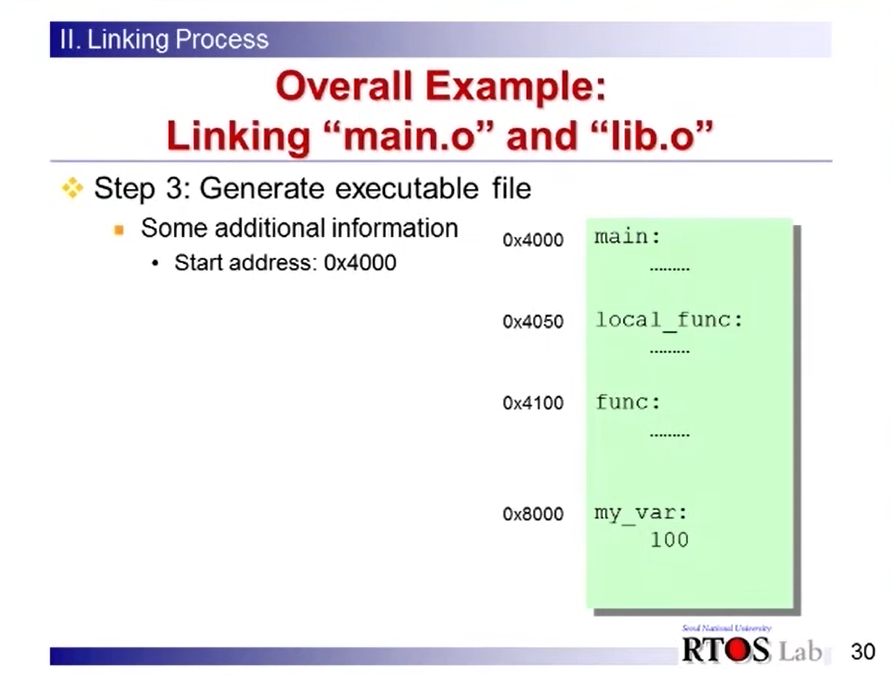 II. Linking Process
Overall Example:
Linking “main.o” and “lib.o”
Step 3: Generate executable file
Some additional information
• Start address: 0x4000
0x4000 main:
.........
0x4050 local_func:
.........
0x4100 func:
.........
0x8000 my_var:
100
Seoul National University
RTOS Lab
30